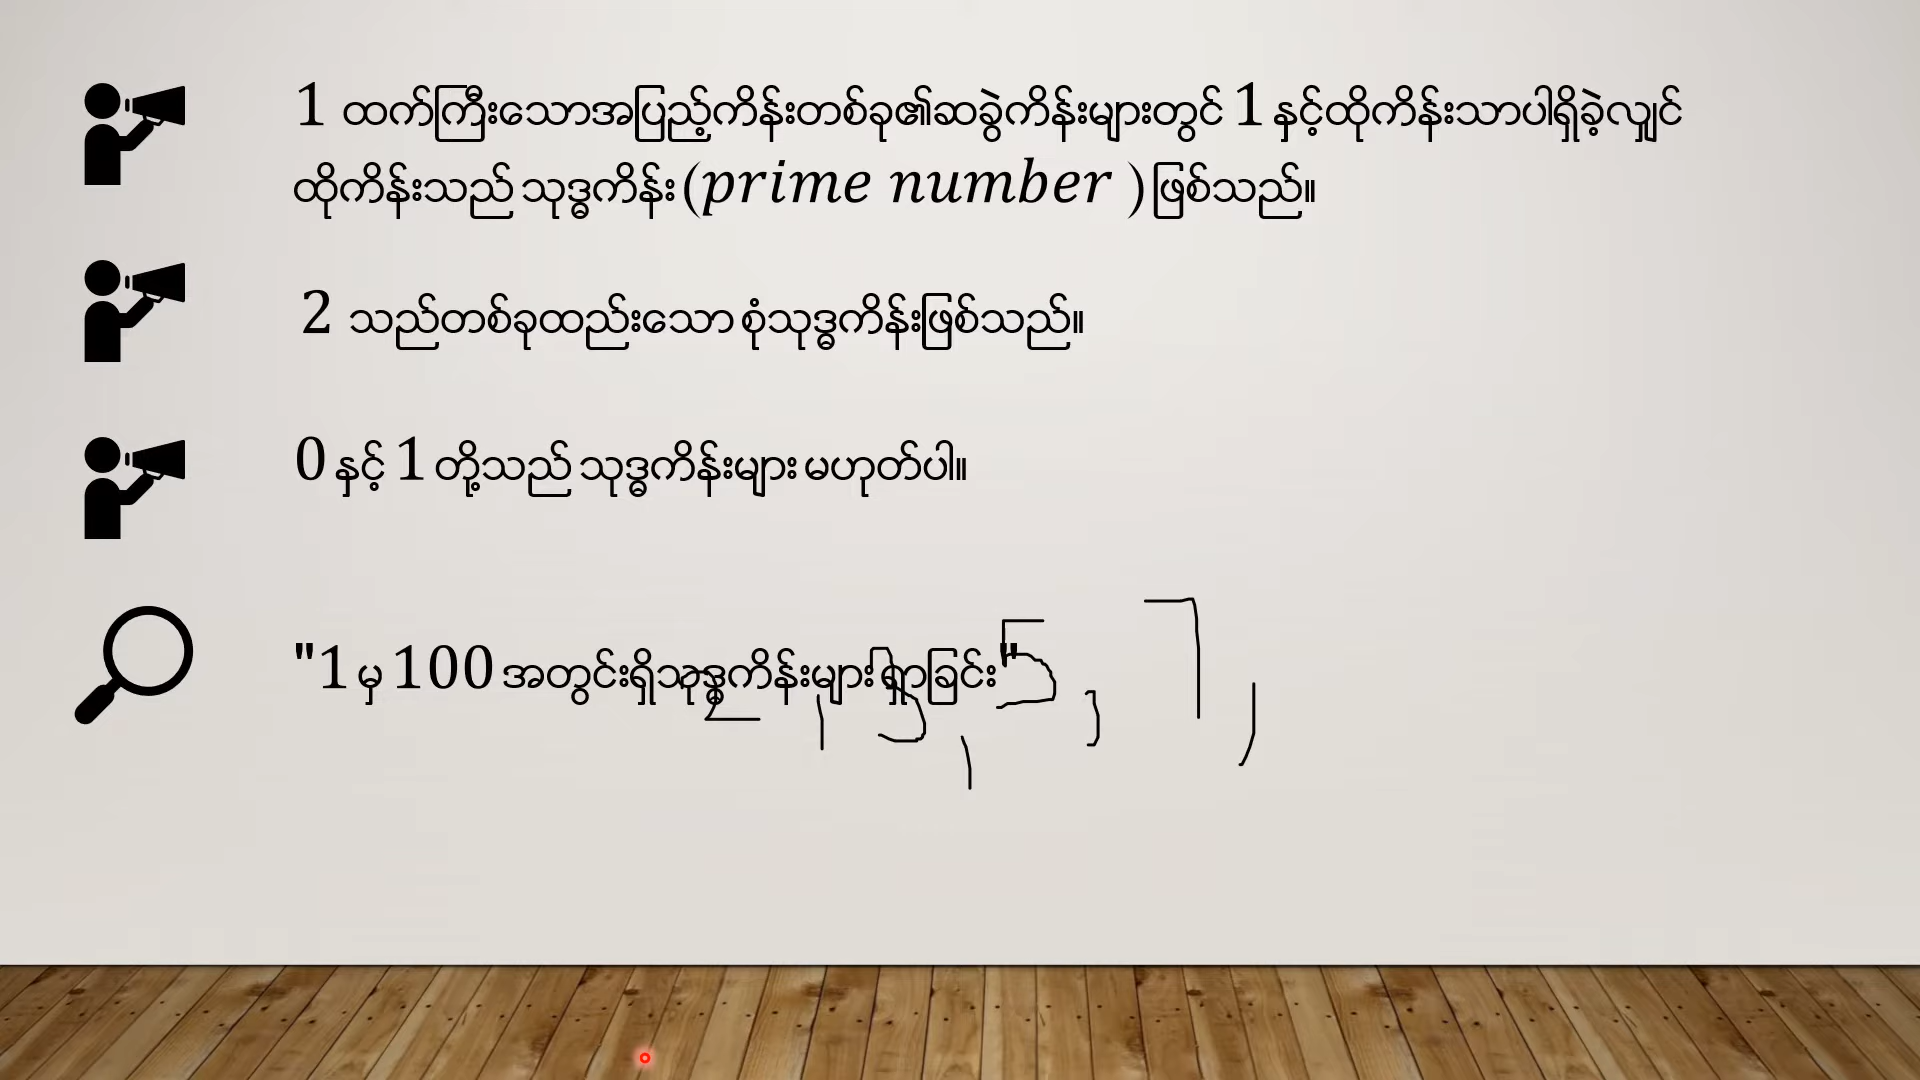 1 ထက်ကြီးသောအပြည့်ကိန်းတစ်ခု၏ဆခွဲကိန်းများတွင် 1 နှင့်ထိုကိန်းသာပါရှိခဲ့လျှင်
ထိုကိန်းသည် သုဒ္ဓကိန်း (prime number ) ဖြစ်သည်။
2 သည်တစ်ခုထည်းသော စုံသုဒ္ဓကိန်းဖြစ်သည်။
0 နှင့် 1 တို့သည် သုဒ္ဓကိန်းများ မဟုတ်ပါ။
"1 မှ 100 အတွင်းရှိသုဒ္ဓကိန်းများ ရှာခြင်း"
2, 3, 5, 7,